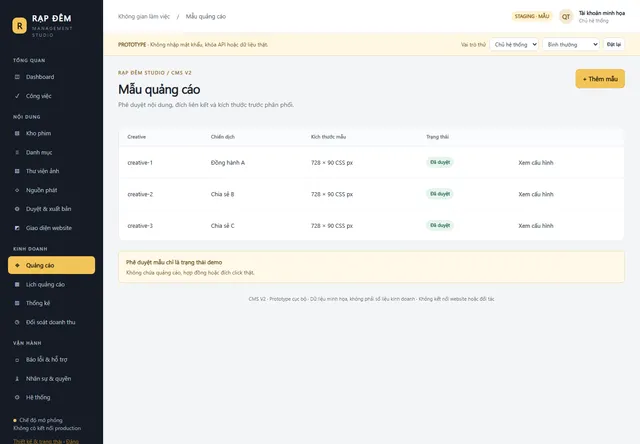 R
RẠP ĐÊM
MANAGEMENT
STUDIO
TỔNG QUAN
Dashboard
Công việc
NỘI DUNG
Kho phim
Danh mục
Thư viện ảnh
Nguồn phát
Duyệt & xuất bản
Giao diện website
KINH DOANH
Quảng cáo
Lịch quảng cáo
Thống kê
Đối soát doanh thu
VẬN HÀNH
Báo lỗi & hỗ trợ
Nhân sự & quyền
Hệ thống
Chế độ mô phỏng
Không có kết nối production
Thiết kế & trạng thái · Đăng
Không gian làm việc / Mẫu quảng cáo
STAGING · MẪU
QT
Tài khoản minh họa
Chủ hệ thống
PROTOTYPE · Không nhập mật khẩu, khóa API hoặc dữ liệu thật.
Vai trò thử Chủ hệ thống Bình thường Đặt lại
RẠP ĐÊM STUDIO / CMS V2
Mẫu quảng cáo
Phê duyệt nội dung, đích liên kết và kích thước trước phân phối.
+ Thêm mẫu
Creative Chiến dịch Kích thước mẫu Trạng thái
creative-1 Đồng hành A 728 × 90 CSS px Đã duyệt Xem cấu hình
creative-2 Chia sẻ B 728 × 90 CSS px Đã duyệt Xem cấu hình
creative-3 Chia sẻ C 728 × 90 CSS px Đã duyệt Xem cấu hình
Phê duyệt mẫu chỉ là trạng thái demo
Không chứa quảng cáo, hợp đồng hoặc đích click thật.
CMS V2 · Prototype cục bộ · Dữ liệu minh họa, không phải số liệu kinh doanh · Không kết nối website hoặc đối tác.